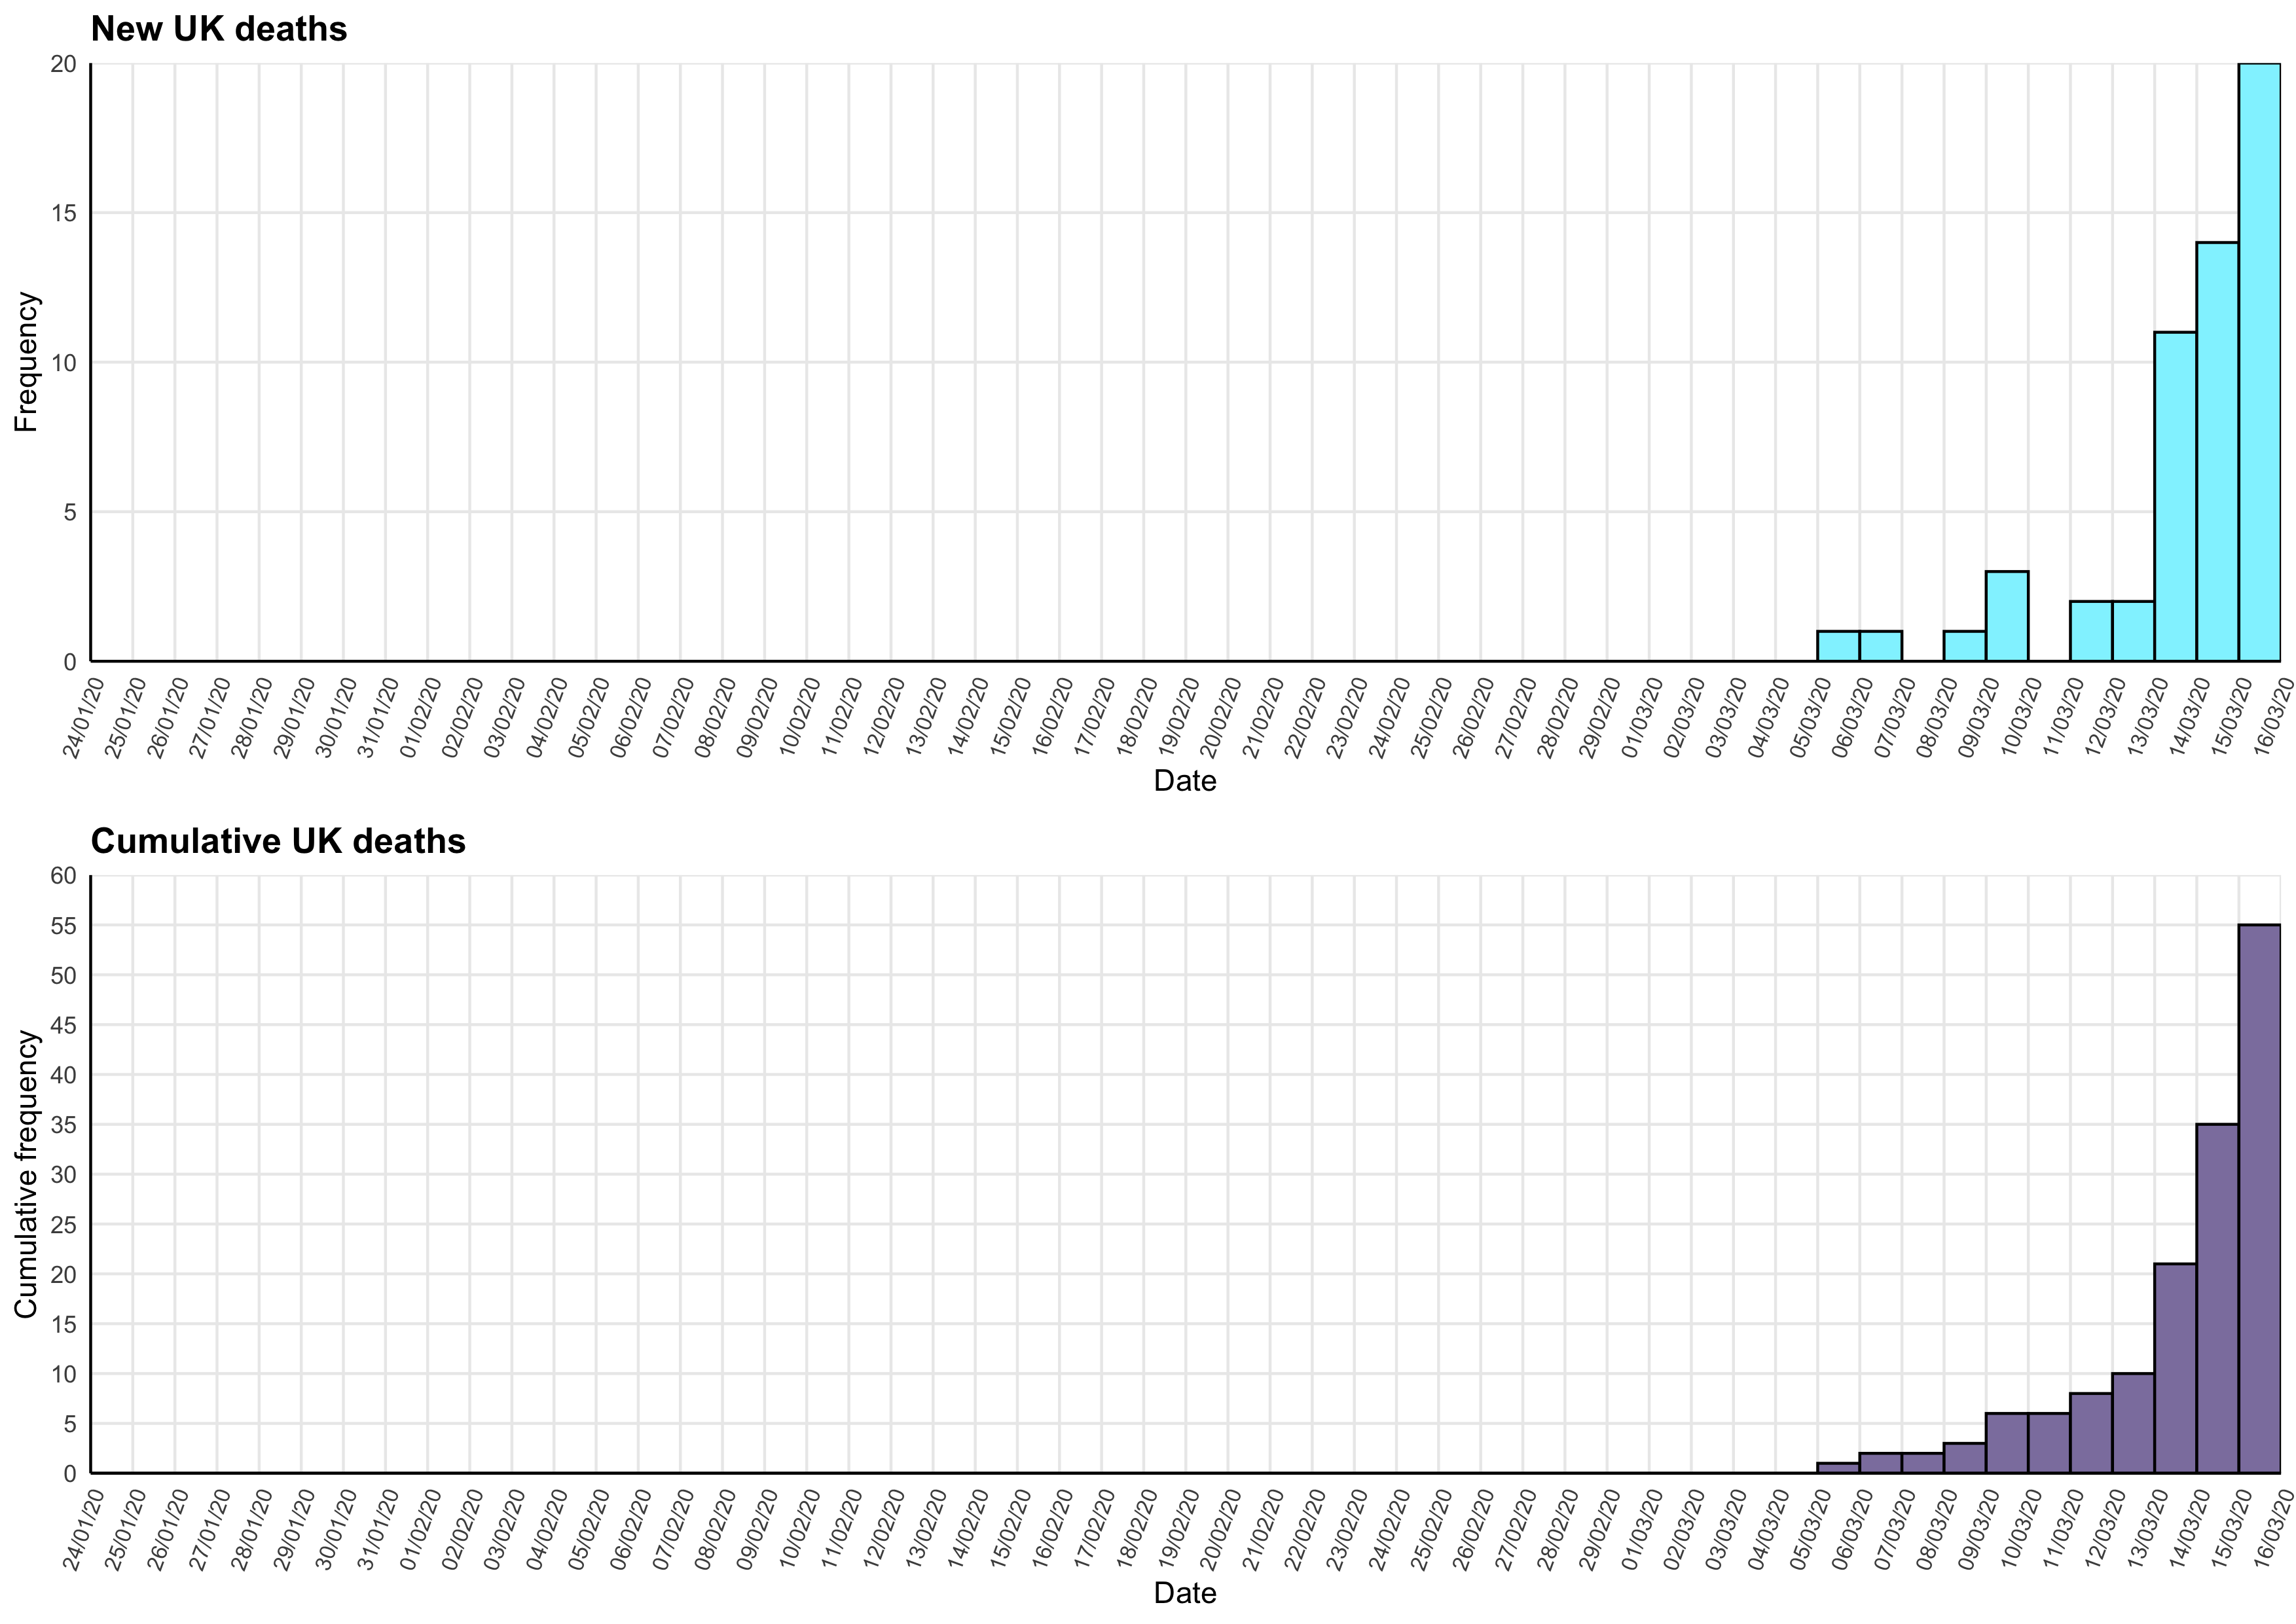 New UK deaths
20
15
10
5
0
Frequency
24/01/20 25/01/20 26/01/20 27/01/20 28/01/20 29/01/20 30/01/20 31/01/20 01/02/20 02/02/20 03/02/20 04/02/20 05/02/20 06/02/20 07/02/20 08/02/20 09/02/20 10/02/20 11/02/20 12/02/20 13/02/20 14/02/20 15/02/20 16/02/20 17/02/20 18/02/20 19/02/20 20/02/20 21/02/20 22/02/20 23/02/20 24/02/20 25/02/20 26/02/20 27/02/20 28/02/20 29/02/20 01/03/20 02/03/20 03/03/20 04/03/20 05/03/20 06/03/20 07/03/20 08/03/20 09/03/20 10/03/20 11/03/20 12/03/20 13/03/20 14/03/20 15/03/20 16/03/20
Date
Cumulative UK deaths
60
55
50
45
40
35
30
25
20
15
10
5
0
Cumulative frequency
24/01/20 25/01/20 26/01/20 27/01/20 28/01/20 29/01/20 30/01/20 31/01/20 01/02/20 02/02/20 03/02/20 04/02/20 05/02/20 06/02/20 07/02/20 08/02/20 09/02/20 10/02/20 11/02/20 12/02/20 13/02/20 14/02/20 15/02/20 16/02/20 17/02/20 18/02/20 19/02/20 20/02/20 21/02/20 22/02/20 23/02/20 24/02/20 25/02/20 26/02/20 27/02/20 28/02/20 29/02/20 01/03/20 02/03/20 03/03/20 04/03/20 05/03/20 06/03/20 07/03/20 08/03/20 09/03/20 10/03/20 11/03/20 12/03/20 13/03/20 14/03/20 15/03/20 16/03/20
Date